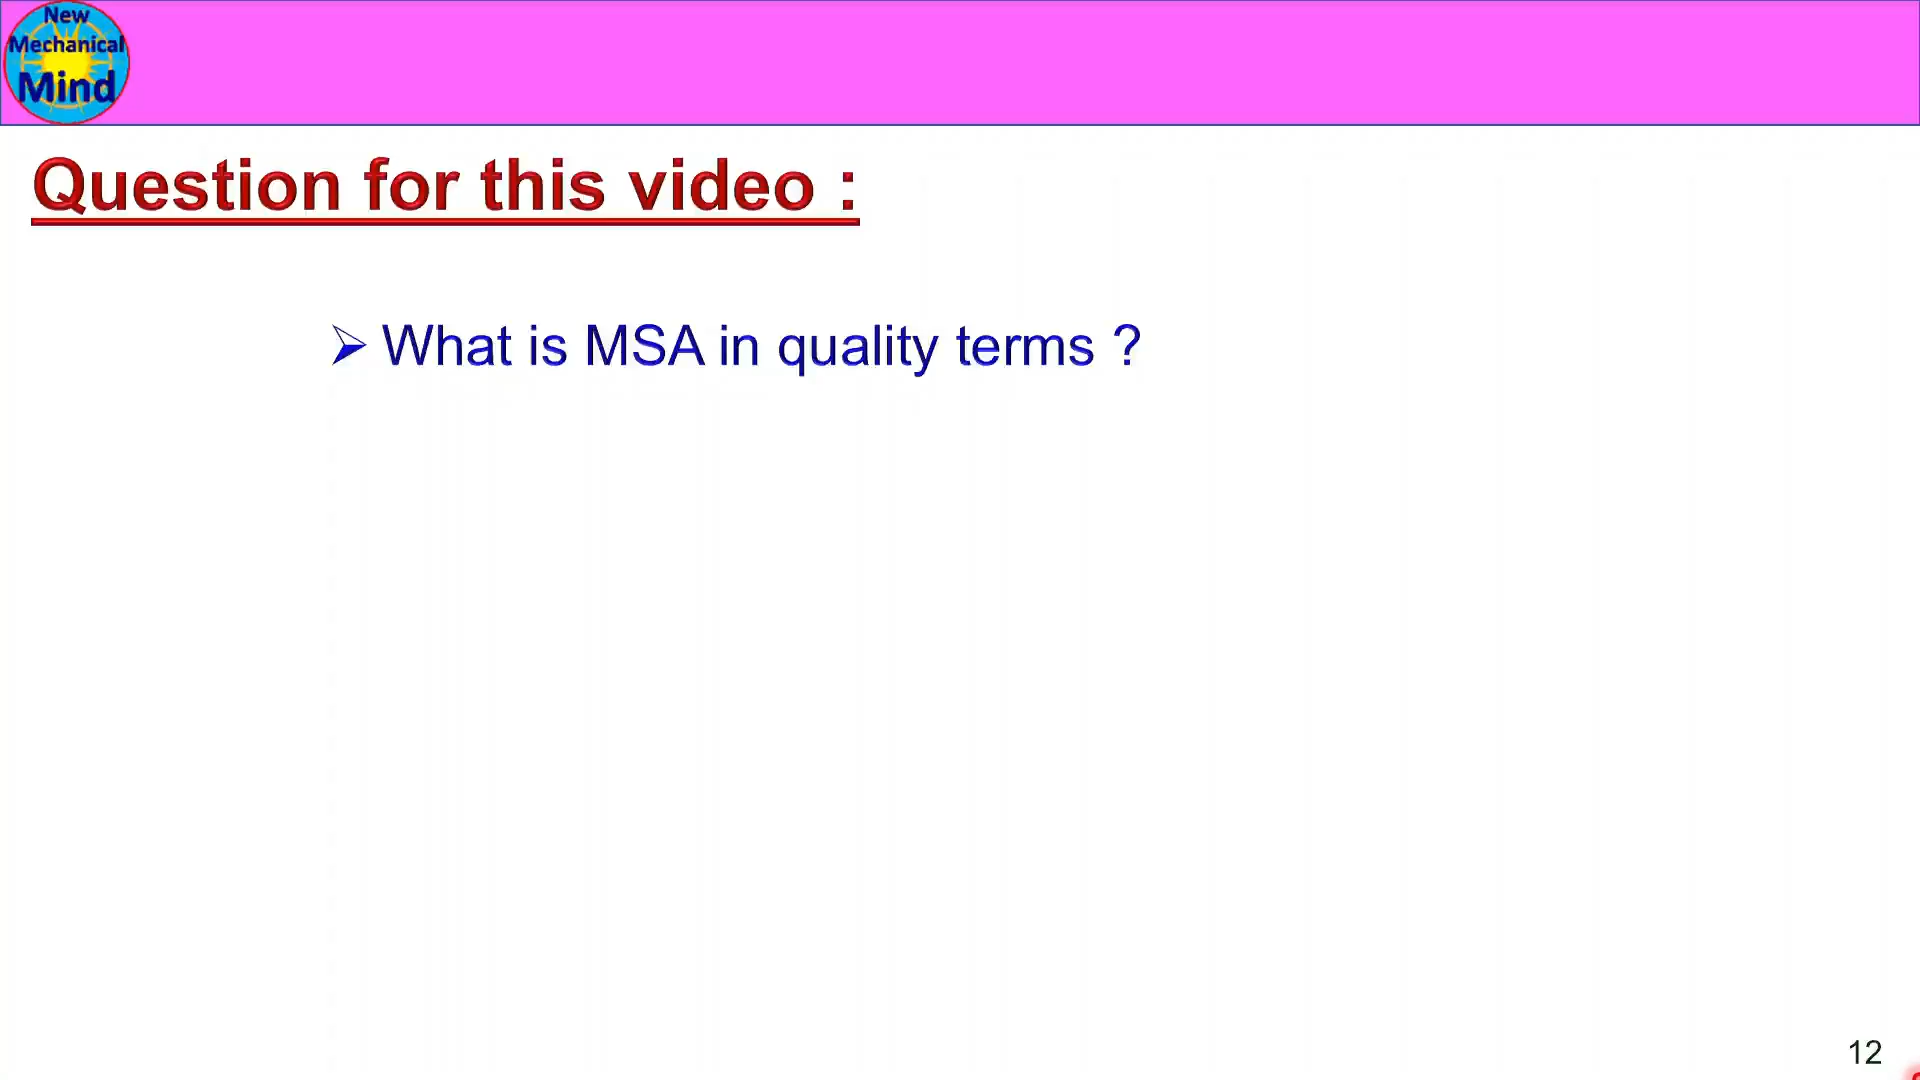 New
Mechanical
Mind
Question for this video :
➢ What is MSA in quality terms ?
12